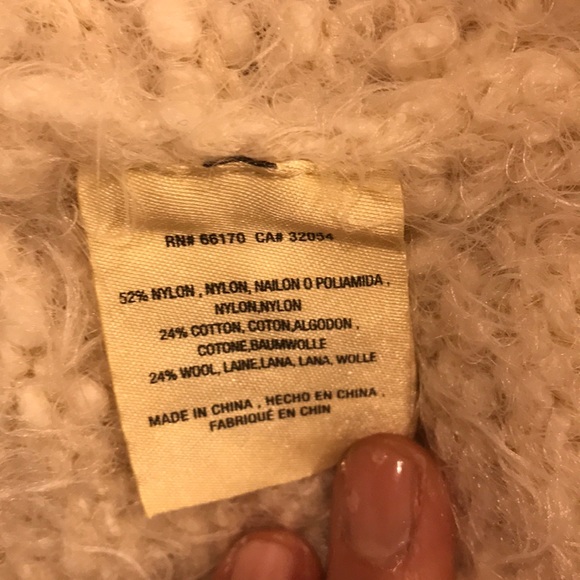 RN# 66170 CA# 32054
52% NYLON , NYLON, NAILON O POLIAMIDA ,
NYLON,NYLON
24% COTTON, COTON,ALGODON ,
COTONE,BAUMWOLLE
24% WOOL, LAINE,LANA, LANA, WOLLE
MADE IN CHINA , HECHO EN CHINA ,
FABRIQUÉ EN CHIN